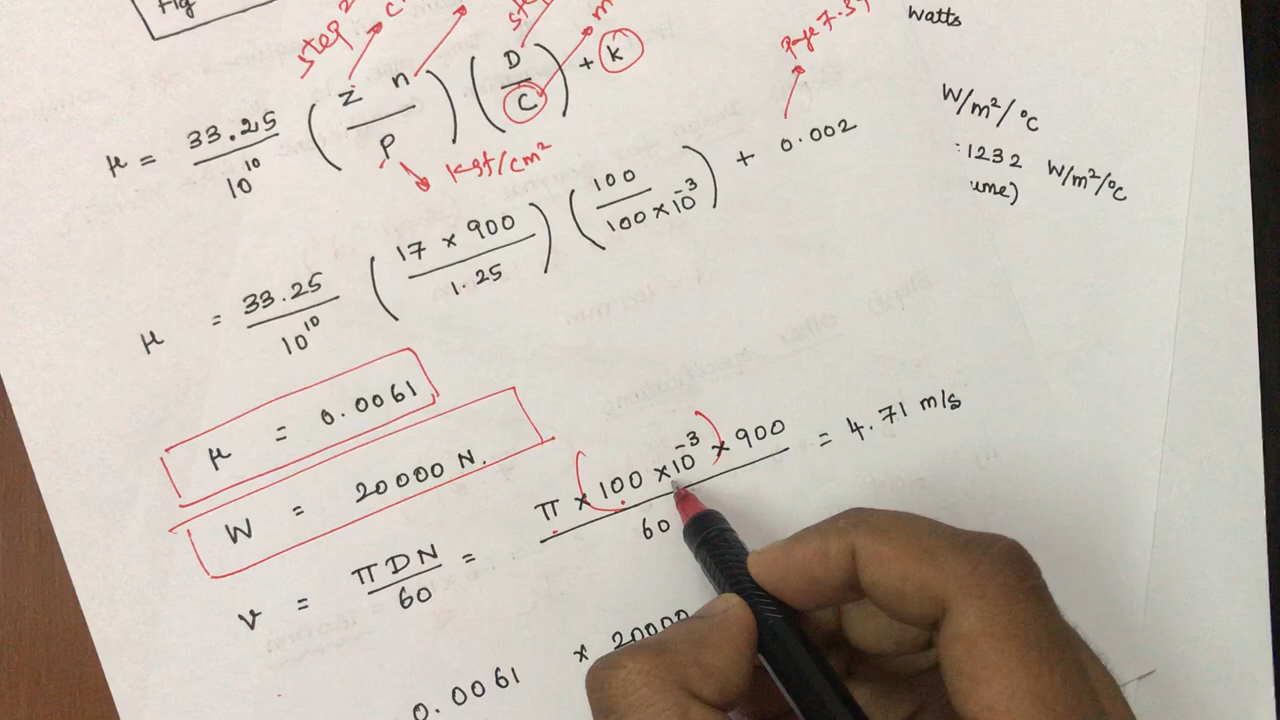 Fig
step 2
Page 7.34
Watts
μ = 33.25 / 10^10 ( Z n / P ) ( D / C ) + k
kgf/cm²
W/m²/°C
:1232 W/m²/°C
ume)
μ = 33.25 / 10^10 ( 17 × 900 / 1.25 ) ( 100 / 100 × 10^-3 ) + 0.002
μ = 0.0061
W = 20000 N.
v = πDN / 60 = π × ( 100 × 10^-3 ) × 900 / 60 = 4.71 m/s
0.0061 × 20000